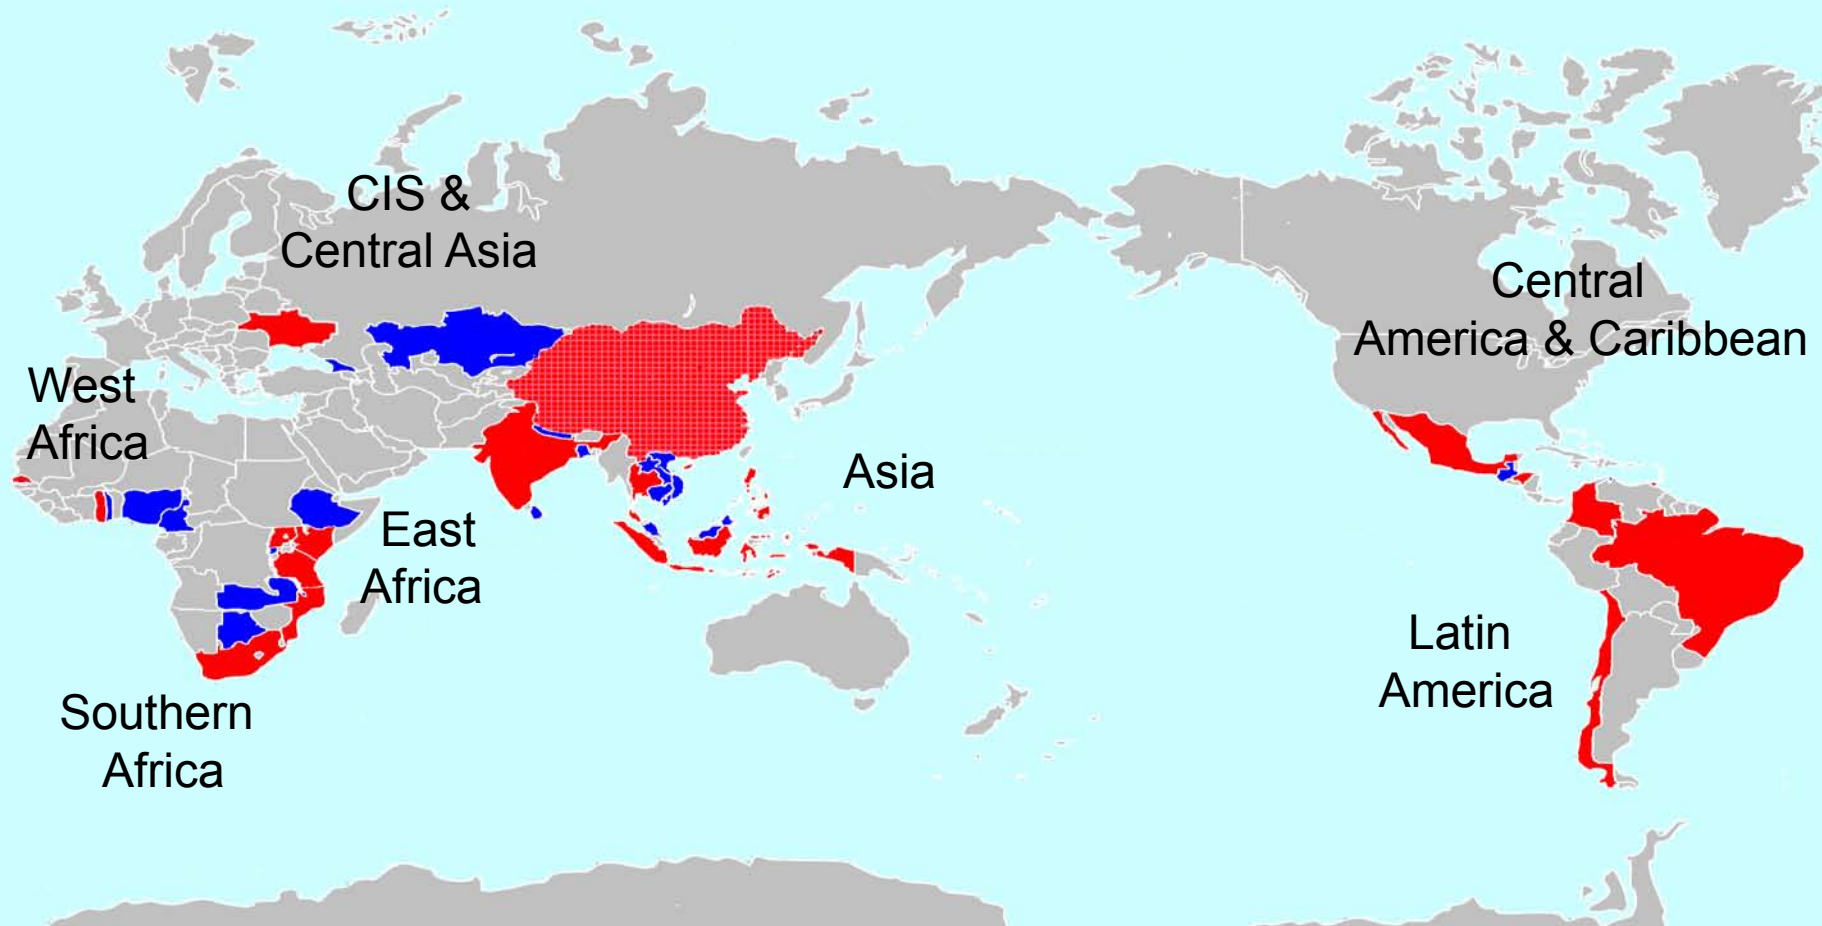 CIS &
Central Asia
Central
America & Caribbean
West
Africa
Asia
East
Africa
Latin
America
Southern
Africa